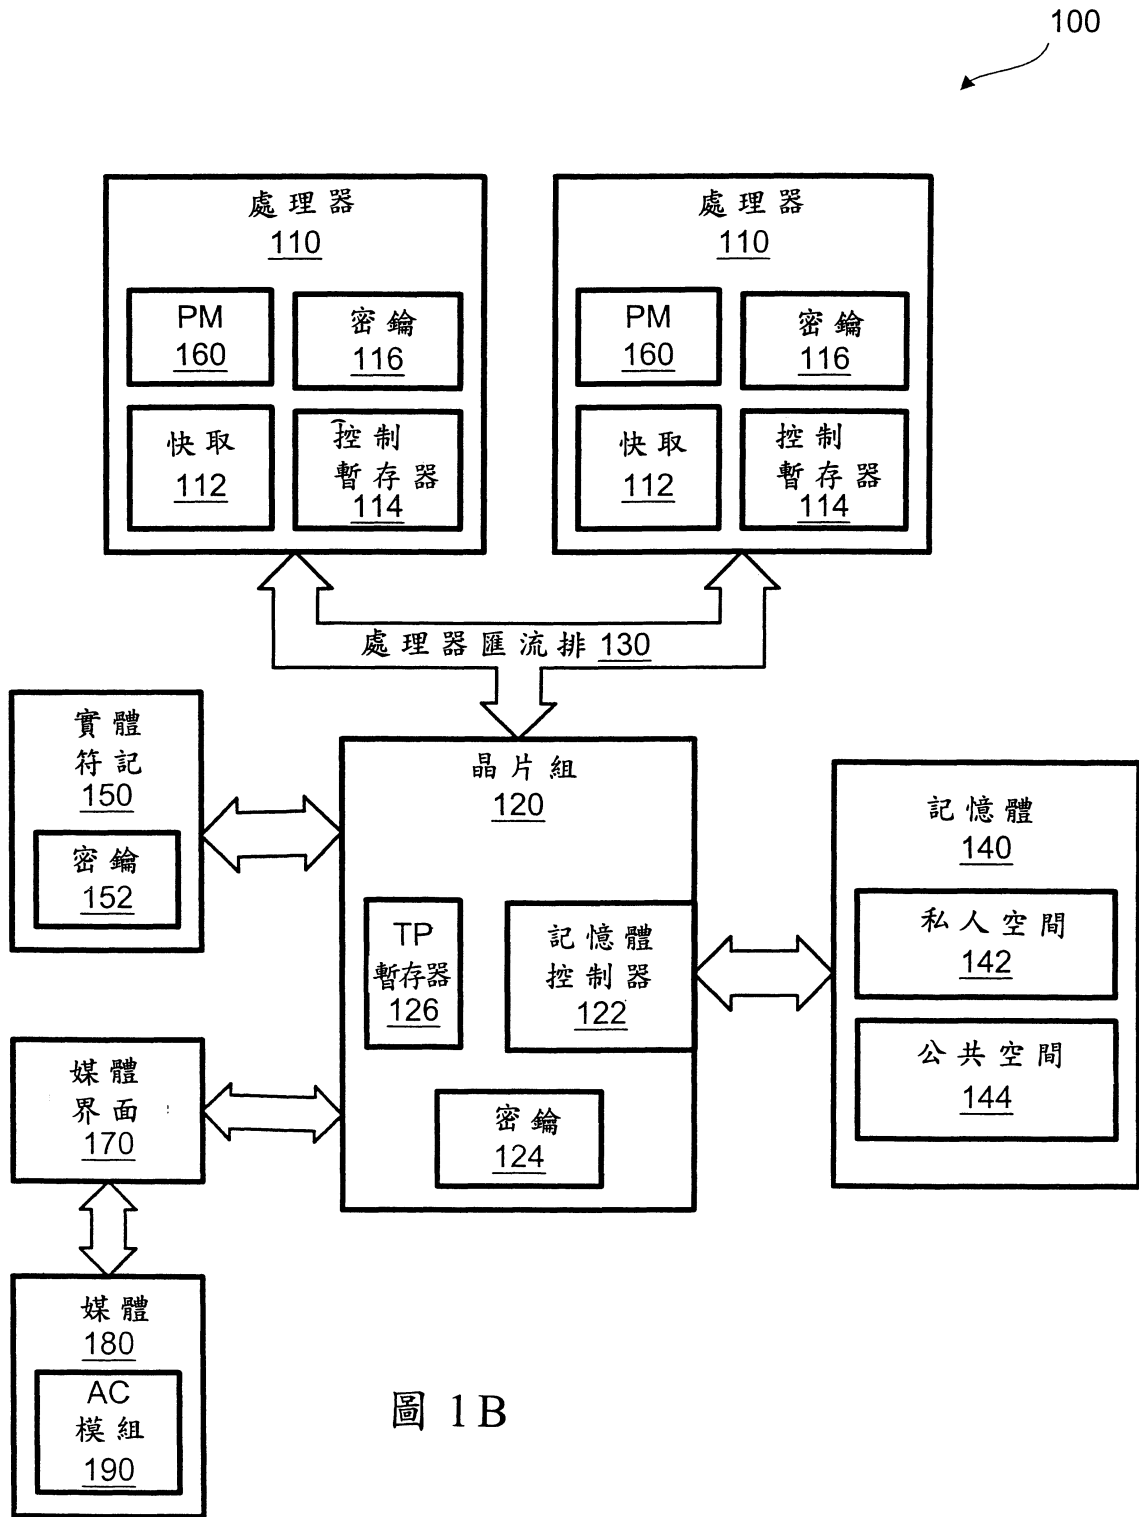 100
處理器
110
PM
160
密鑰
116
快取
112
控制
暫存器
114
處理器
110
PM
160
密鑰
116
快取
112
控制
暫存器
114
處理器匯流排 130
實體
符記
150
密鑰
152
晶片組
120
TP
暫存器
126
記憶體
控制器
122
密鑰
124
記憶體
140
私人空間
142
公共空間
144
媒體
界面
170
媒體
180
AC
模組
190
圖 1B